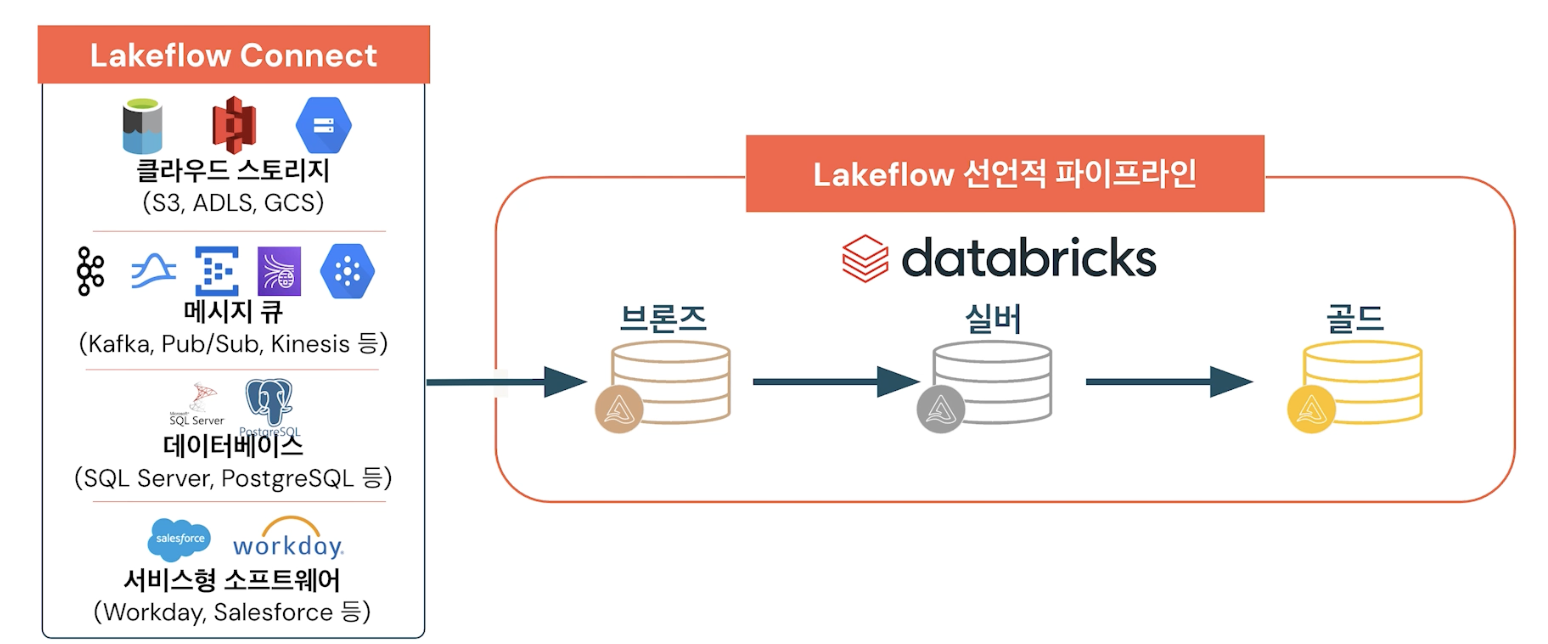 Lakeflow Connect
클라우드 스토리지
(S3, ADLS, GCS)
메시지 큐
(Kafka, Pub/Sub, Kinesis 등)
Microsoft
SQL Server
PostgreSQL
데이터베이스
(SQL Server, PostgreSQL 등)
salesforce
workday.
서비스형 소프트웨어
(Workday, Salesforce 등)
Lakeflow 선언적 파이프라인
databricks
브론즈
실버
골드